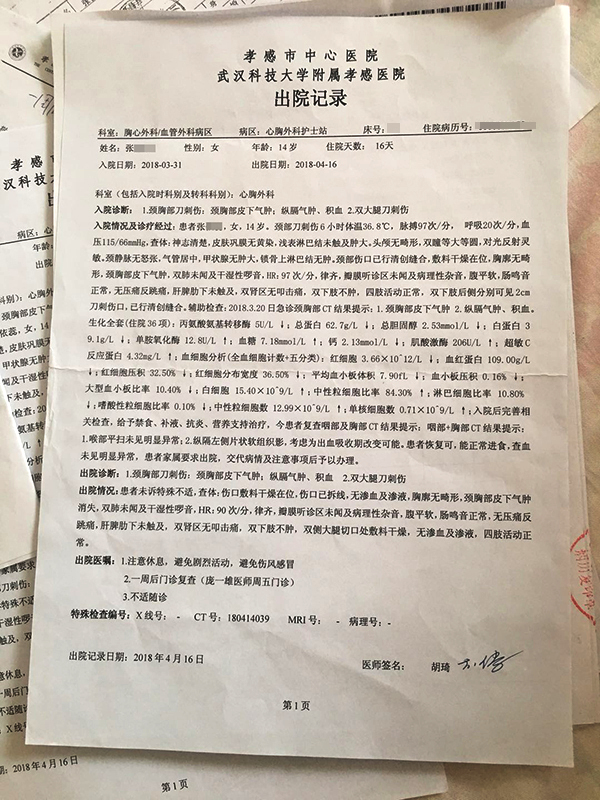 孝感市中心医院
武汉科技大学附属孝感医院
出院记录
科室：胸心外科/血管外科病区 病区：心胸外科护士站 床号： 住院病历号：
姓名：张 性别：女 年龄：14岁 住院天数： 16天
入院日期：2018-03-31 出院日期：2018-04-16
科室（包括入院时科别及转科科别）：心胸外科
入院诊断： 1.颈胸部刀刺伤：颈胸部皮下气肿；纵膈气肿、积血 2.双大腿刀刺伤
入院情况及诊疗经过：患者张 ，女，14岁。颈部刀刺伤6小时体温36.8℃，脉搏97次/分， 呼吸20次/分，血
压115/66mmHg，查体：神志清楚，皮肤巩膜无黄染，浅表淋巴结未触及肿大。头颅无畸形，双瞳等大等圆，对光反射灵
敏。颈静脉无怒张，气管居中，甲状腺无肿大，锁骨上淋巴结无肿。颈部伤口已行清创缝合，敷料干燥在位，胸廓无畸
形，颈胸部皮下气肿，双肺未闻及干湿性啰音，HR：97 次/分，律齐，瓣膜听诊区未闻及病理性杂音，腹平软，肠鸣音
正常，无压痛反跳痛，肝脾肋下未触及，双肾区无叩击痛，双下肢不肿，四肢活动正常，双下肢后侧分别可见2cm
刀刺伤口，已行清创缝合。辅助检查：2018.3.20日急诊颈胸部CT结果提示：1.颈胸部皮下气肿 2.纵膈气肿、积血。
生化全套(住院36项)：丙氨酸氨基转移酶 5U/L ↓；总蛋白 62.7g/L ↓；总胆固醇 2.53mmol/L ↓；白蛋白 3
9.1g/L ↓；单胺氧化酶 12.8U/L ↑；血糖 7.18mmol/L ↑；钙 2.13mmol/L ↓；肌酸激酶 206U/L ↑；超敏C
反应蛋白 4.32mg/L ↑；血细胞分析(全血细胞计数+五分类)：红细胞 3.66×10^12/L ↓；血红蛋白 109.00g/L
↓；红细胞压积 32.50% ↓；红细胞分布宽度 36.50% ↓；平均血小板体积 7.90fL ↓；血小板压积 0.16% ↓；
大型血小板比率 10.40% ↓；白细胞 15.40×10^9/L ↑；中性粒细胞比率 84.30% ↑；淋巴细胞比率 10.80%
↓；嗜酸性粒细胞比率 0.10% ↓；中性粒细胞数 12.99×10^9/L ↑；单核细胞数 0.71×10^9/L ↑；入院后完善相
关检查，给予禁食、补液、抗炎、营养支持治疗，今患者复查咽部及胸部CT结果提示：咽部+胸部CT结果提示：
1.喉部平扫未见明显异常；2.纵隔左侧片状软组织影，考虑为出血吸收期改变可能。患者恢复可，能正常进食，查血
未见明显异常，患者家属要求出院，交代病情及注意事项后予以办理。
出院诊断： 1.颈胸部刀刺伤：颈胸部皮下气肿；纵膈气肿、积血 2.双大腿刀刺伤
出院情况：患者未诉特殊不适，查体：伤口敷料干燥在位，伤口已拆线，无渗血及渗液，胸廓无畸形，颈胸部皮下气肿
消失，双肺未闻及干湿性啰音，HR：90 次/分，律齐，瓣膜听诊区未闻及病理性杂音，腹平软，肠鸣音正常，无压痛反
跳痛，肝脾肋下未触及，双肾区无叩击痛，双下肢不肿，双侧大腿切口处敷料干燥，无渗血及渗液，四肢活动正
常。
出院医嘱： 1.注意休息，避免剧烈活动，避免伤风感冒
2.一周后门诊复查（庞一雄医师周五门诊）
3.不适随诊
特殊检查编号：X线号： - CT号：180414039 MRI号： - 病理号： -
出院记录日期：2018年4月16日 医师签名： 胡琦
第1页
2018年4月16日
第1页